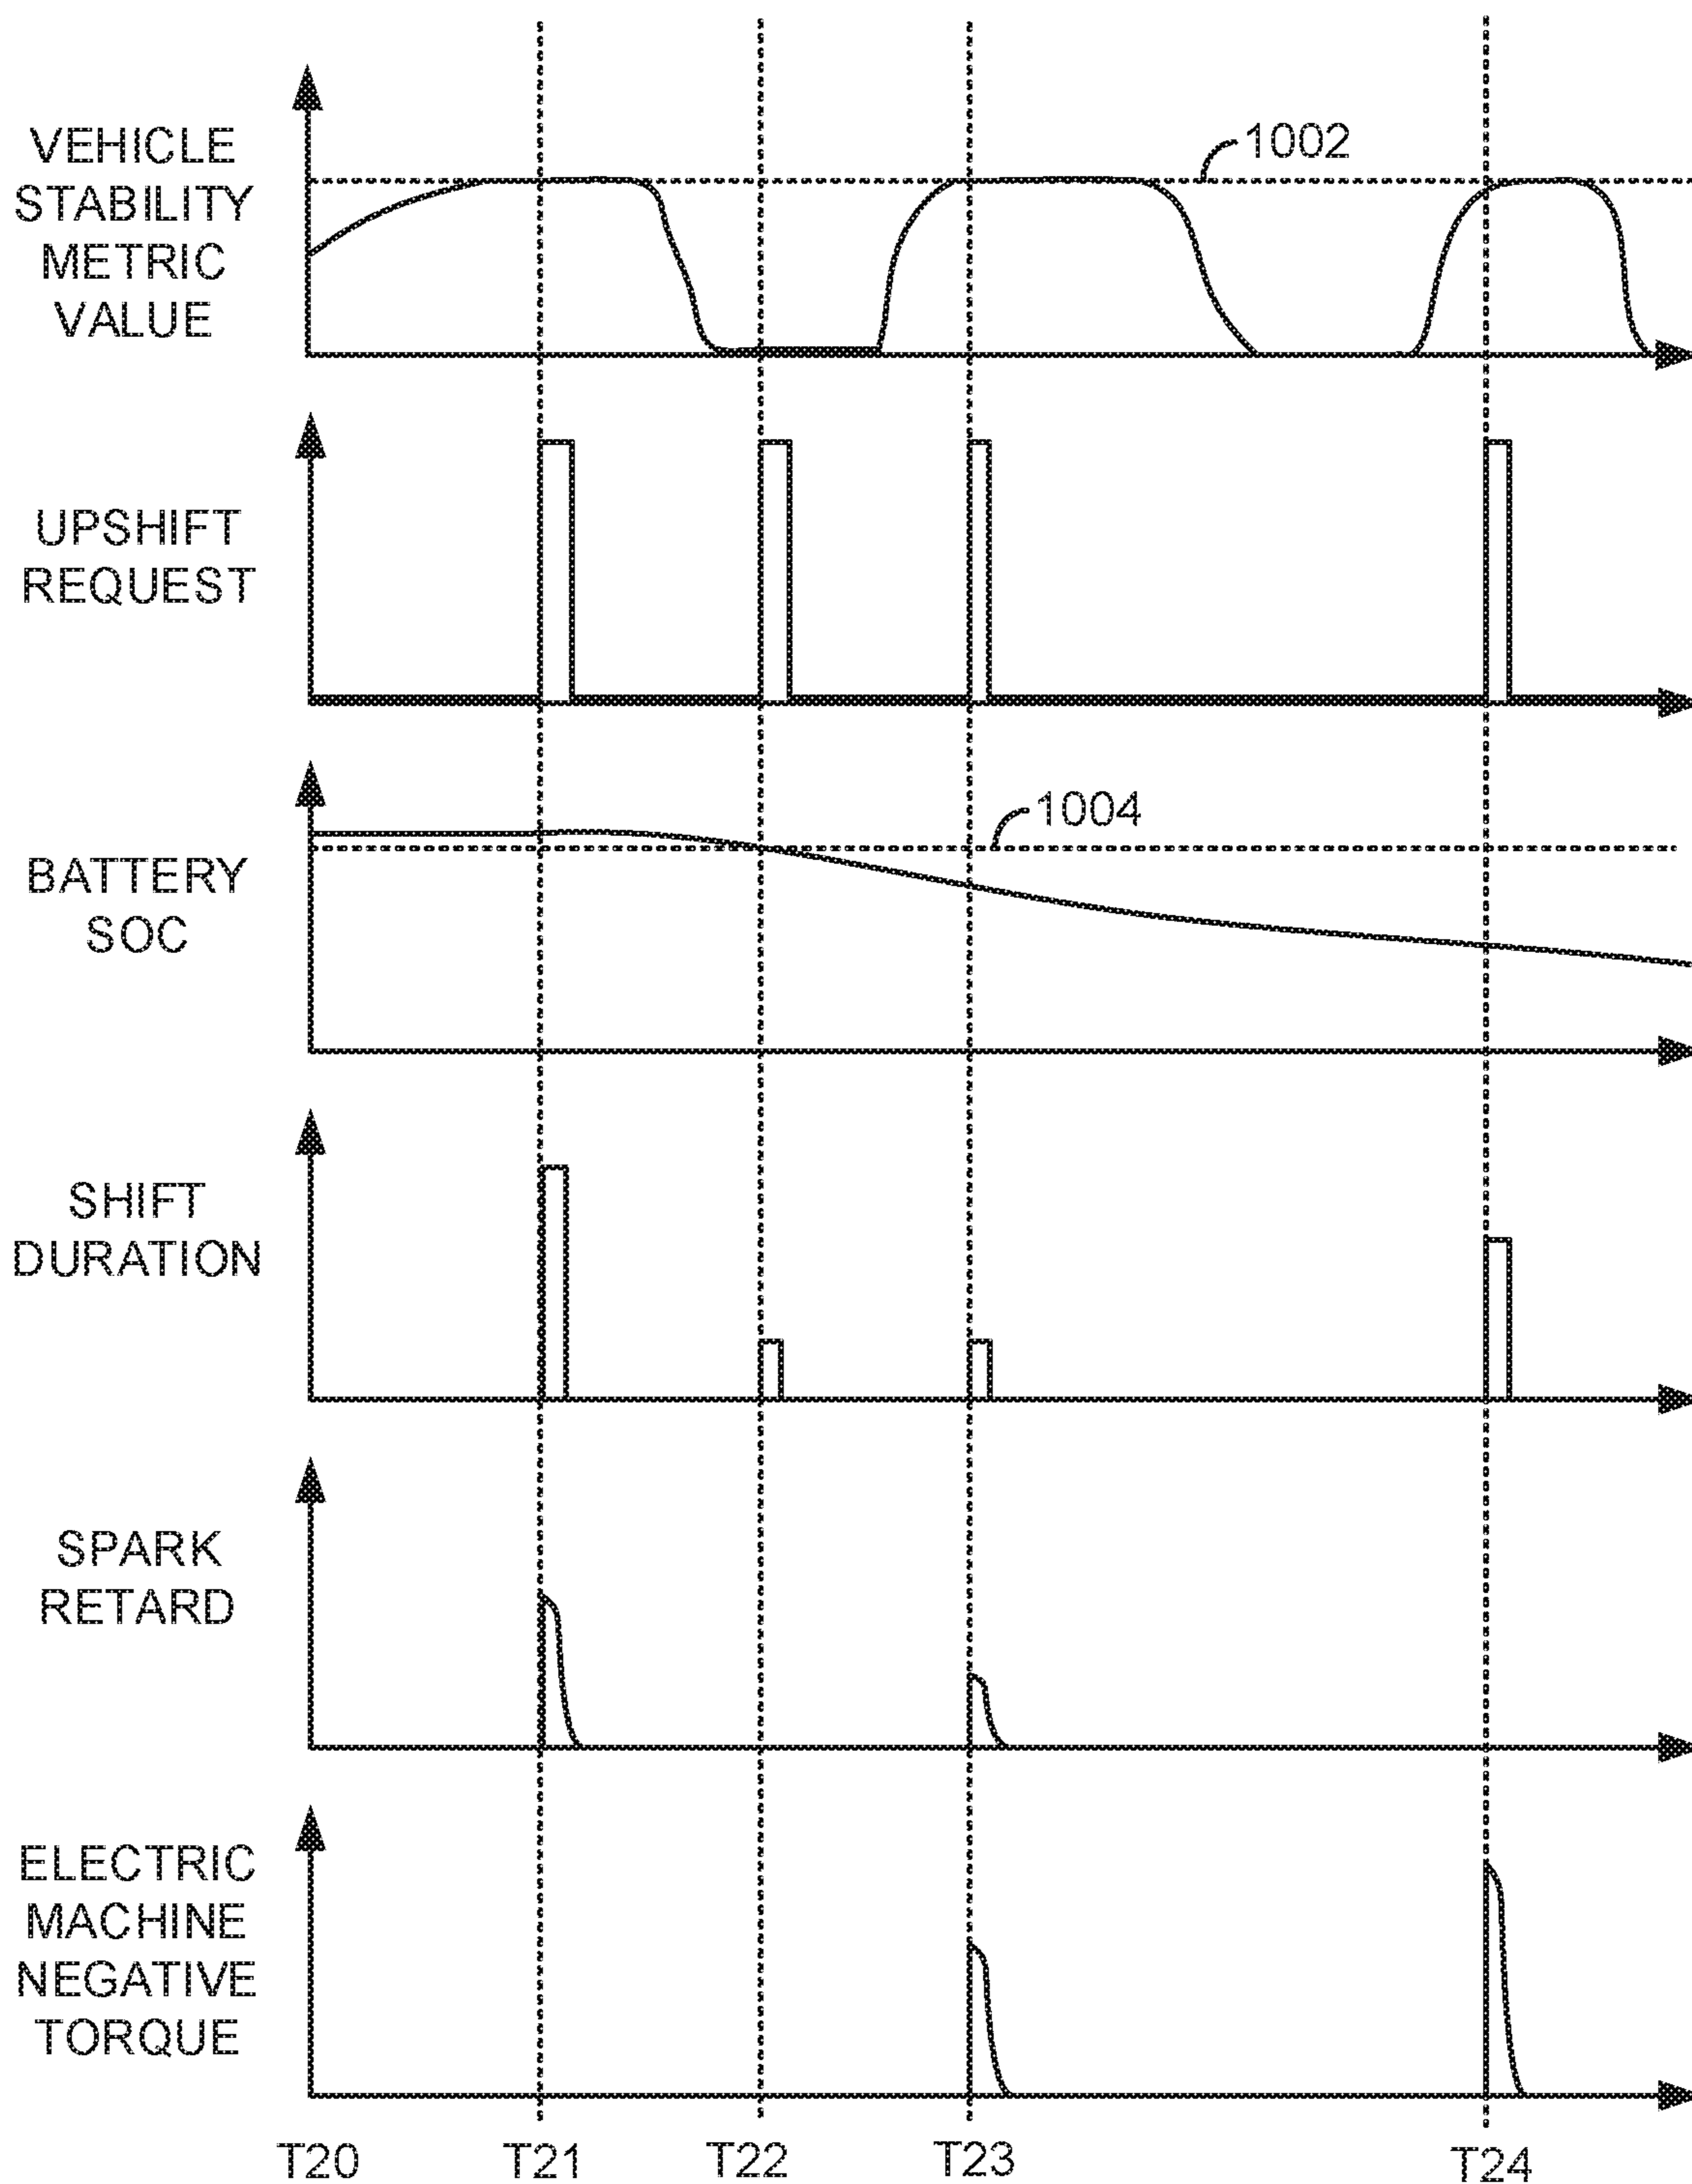 VEHICLE
STABILITY
METRIC
VALUE
1002
UPSHIFT
REQUEST
BATTERY
SOC
1004
SHIFT
DURATION
SPARK
RETARD
ELECTRIC
MACHINE
NEGATIVE
TORQUE
T20 T21 T22 T23 T24